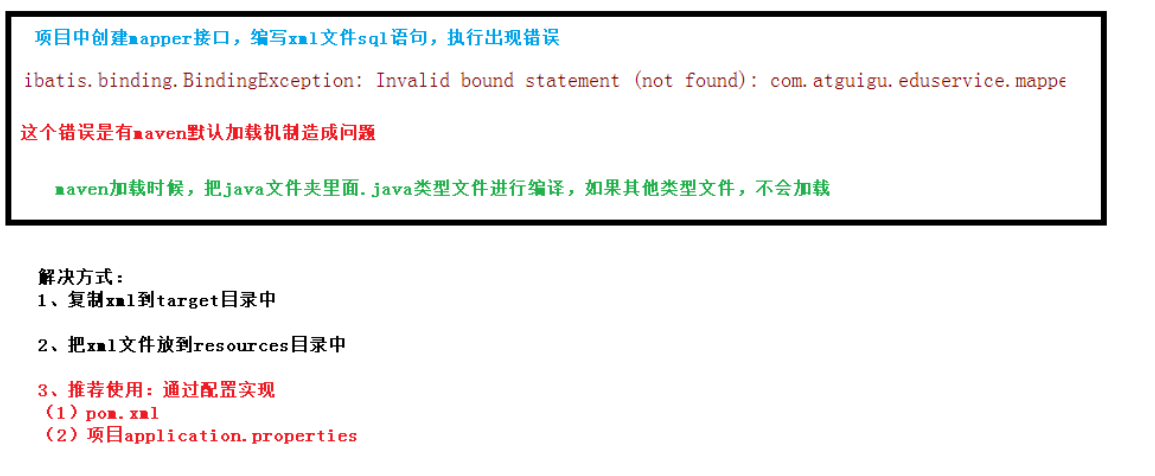 项目中创建mapper接口，编写xml文件sql语句，执行出现错误
ibatis.binding.BindingException: Invalid bound statement (not found): com.atguigu.eduservice.mappe
这个错误是有maven默认加载机制造成问题
maven加载时候，把java文件夹里面.java类型文件进行编译，如果其他类型文件，不会加载
解决方式：
1、复制xml到target目录中
2、把xml文件放到resources目录中
3、推荐使用：通过配置实现
（1）pom.xml
（2）项目application.properties